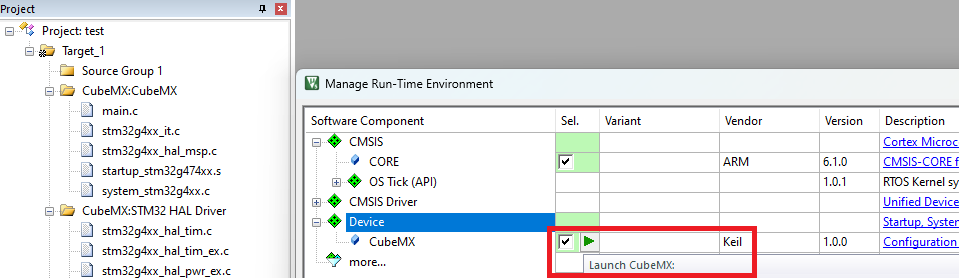 Project
Project: test
Target_1
Source Group 1
CubeMX:CubeMX
main.c
stm32g4xx_it.c
stm32g4xx_hal_msp.c
startup_stm32g474xx.s
system_stm32g4xx.c
CubeMX:STM32 HAL Driver
stm32g4xx_hal_tim.c
stm32g4xx_hal_tim_ex.c
stm32g4xx_hal_pwr_ex.c
Manage Run-Time Environment
Software Component Sel. Variant Vendor Version Description
CMSIS Cortex Microc
CORE ARM 6.1.0 CMSIS-CORE f
OS Tick (API) 1.0.1 RTOS Kernel sy
CMSIS Driver Unified Device
Device Startup, System
CubeMX Keil 1.0.0 Configuration
more... Launch CubeMX: